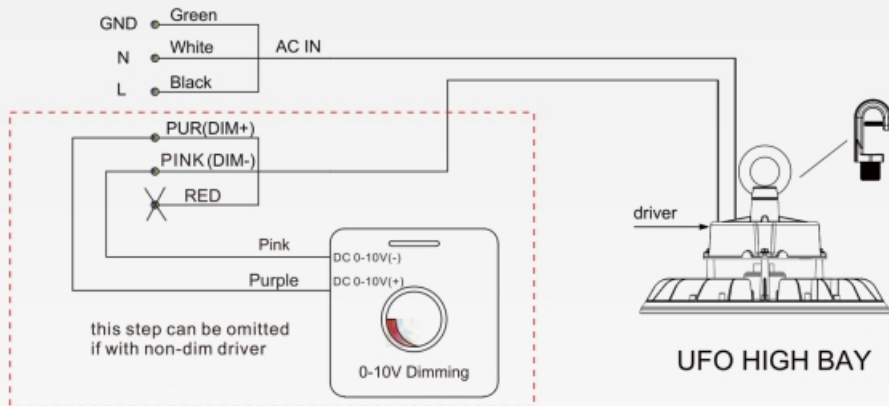 GND Green
N White AC IN
L Black
PUR(DIM+)
PINK (DIM-)
RED
driver
Pink
DC 0-10V(-)
Purple
DC 0-10V(+)
this step can be omitted
if with non-dim driver
0-10V Dimming
UFO HIGH BAY